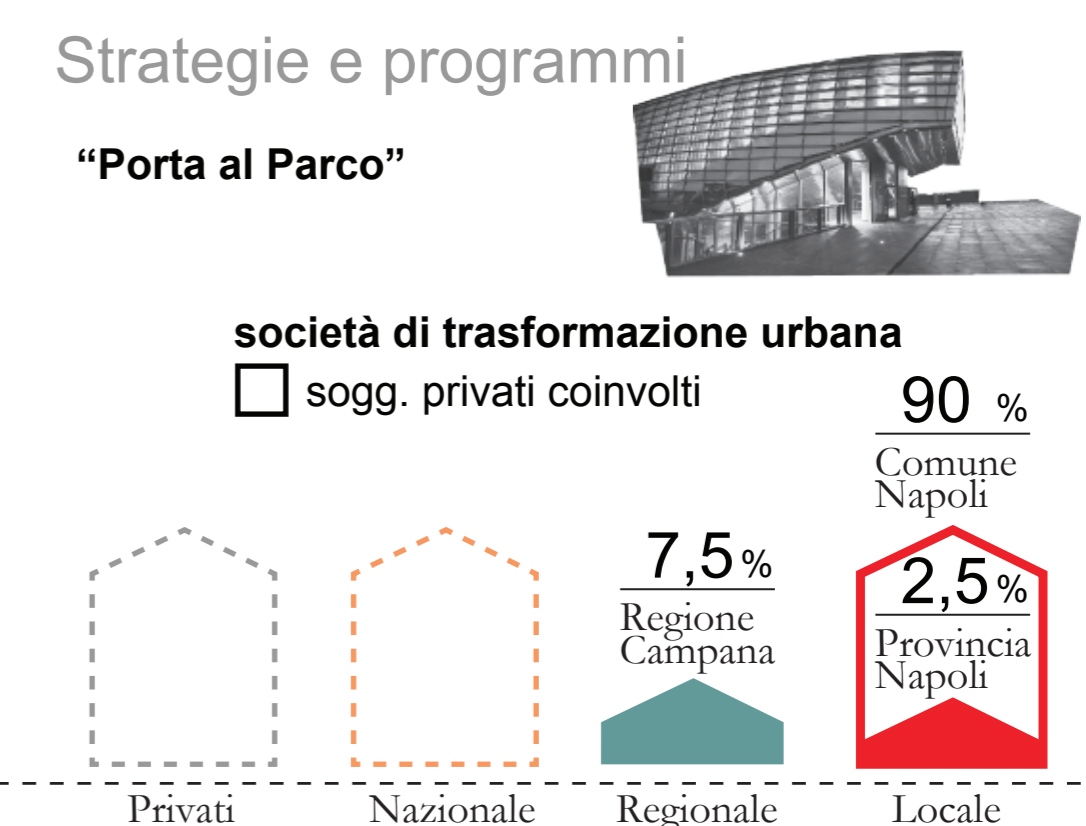 Strategie e programmi
“Porta al Parco”
società di trasformazione urbana
sogg. privati coinvolti
90 %
Comune
Napoli
7,5 %
Regione
Campana
2,5 %
Provincia
Napoli
Privati
Nazionale
Regionale
Locale